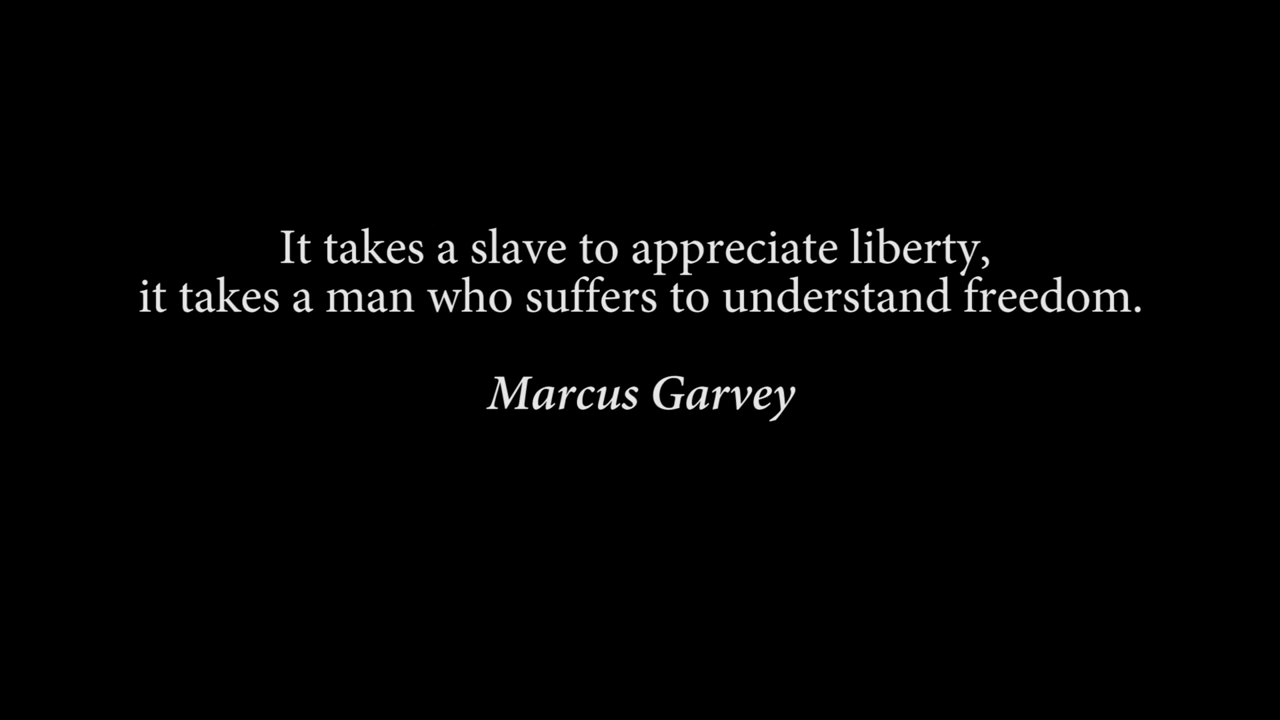 It takes a slave to appreciate liberty,
it takes a man who suffers to understand freedom.
Marcus Garvey